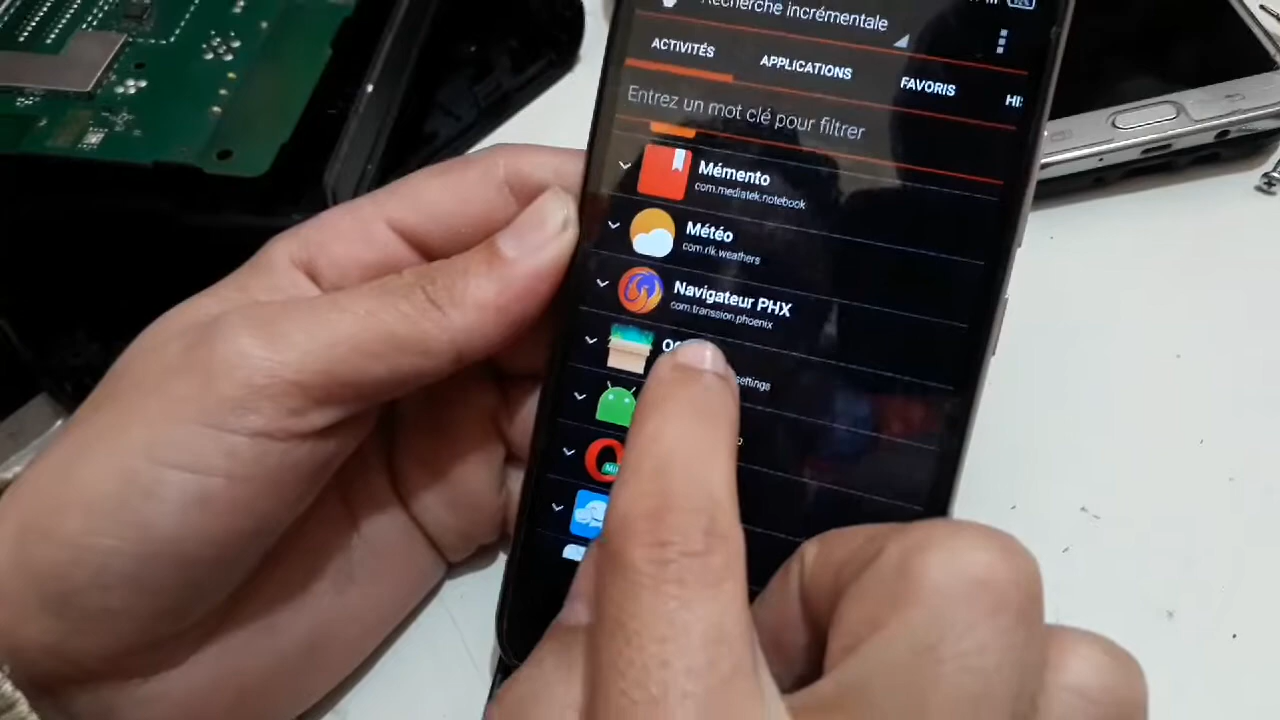 Recherche incrémentale
ACTIVITÉS
APPLICATIONS
FAVORIS
Entrez un mot clé pour filtrer
Mémento
com.mediatek.notebook
Météo
com.rlk.weathers
Navigateur PHX
com.transsion.phoenix
settings